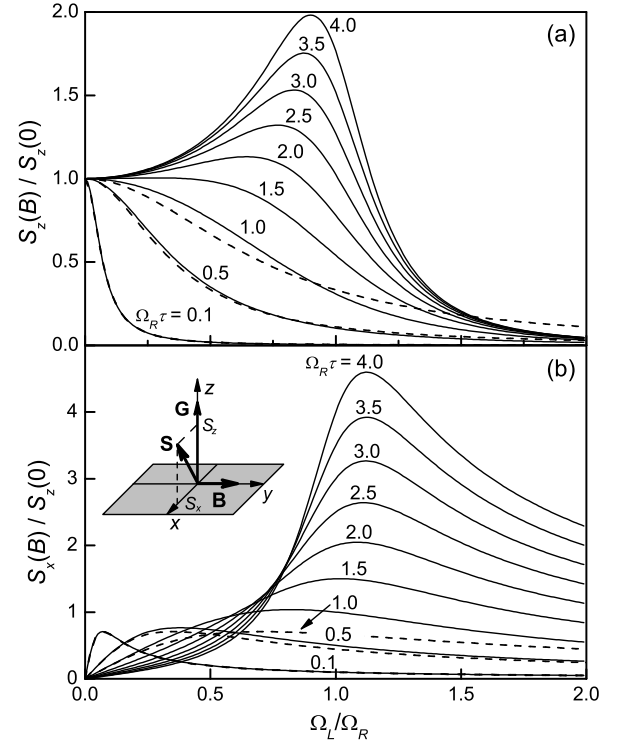 2.0
(a)
4.0
3.5
3.0
1.5
2.5
2.0
1.0
1.5
1.0
0.5
0.5
Ω_R τ = 0.1
0.0
S_z(B) / S_z(0)
Ω_R τ = 4.0
(b)
z
4
G
3.5
S_z
S
3.0
3
B
y
2.5
S_x
x
2
2.0
1.5
1
1.0
0.5
0.1
0
S_x(B) / S_z(0)
0.0 0.5 1.0 1.5 2.0
Ω_L/Ω_R